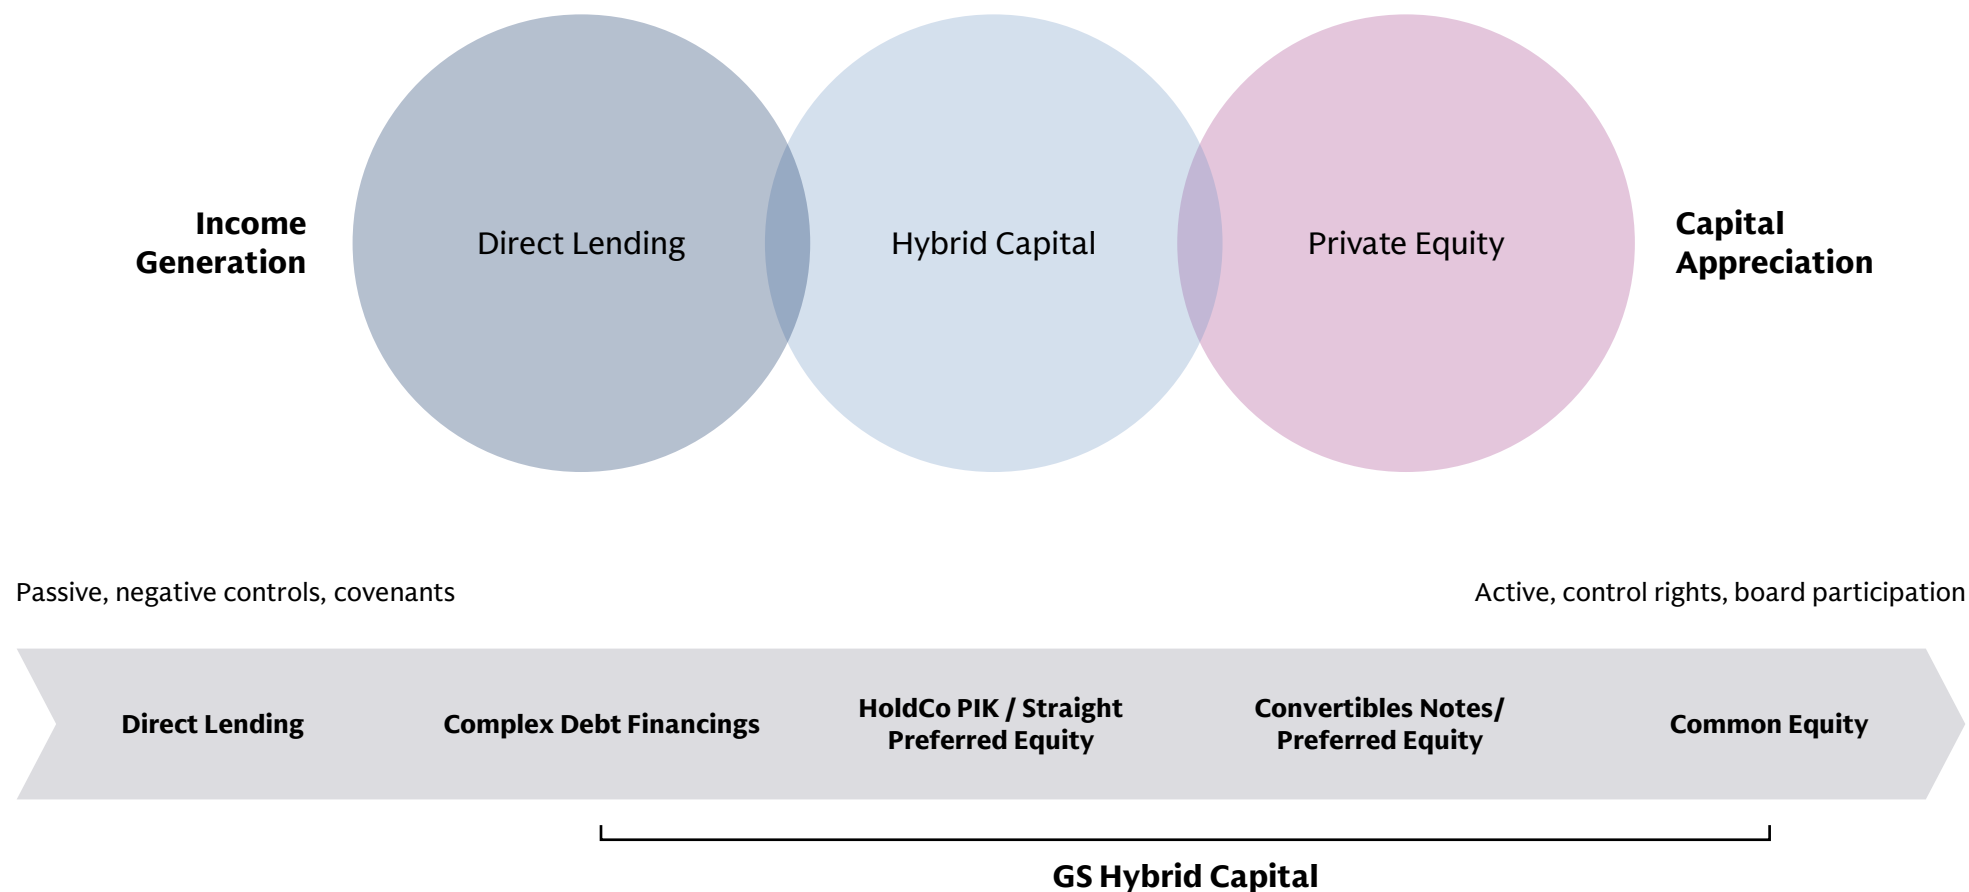 Income
Generation
Direct Lending
Hybrid Capital
Private Equity
Capital
Appreciation
Passive, negative controls, covenants
Active, control rights, board participation
Direct Lending
Complex Debt Financings
HoldCo PIK / Straight
Preferred Equity
Convertibles Notes/
Preferred Equity
Common Equity
GS Hybrid Capital